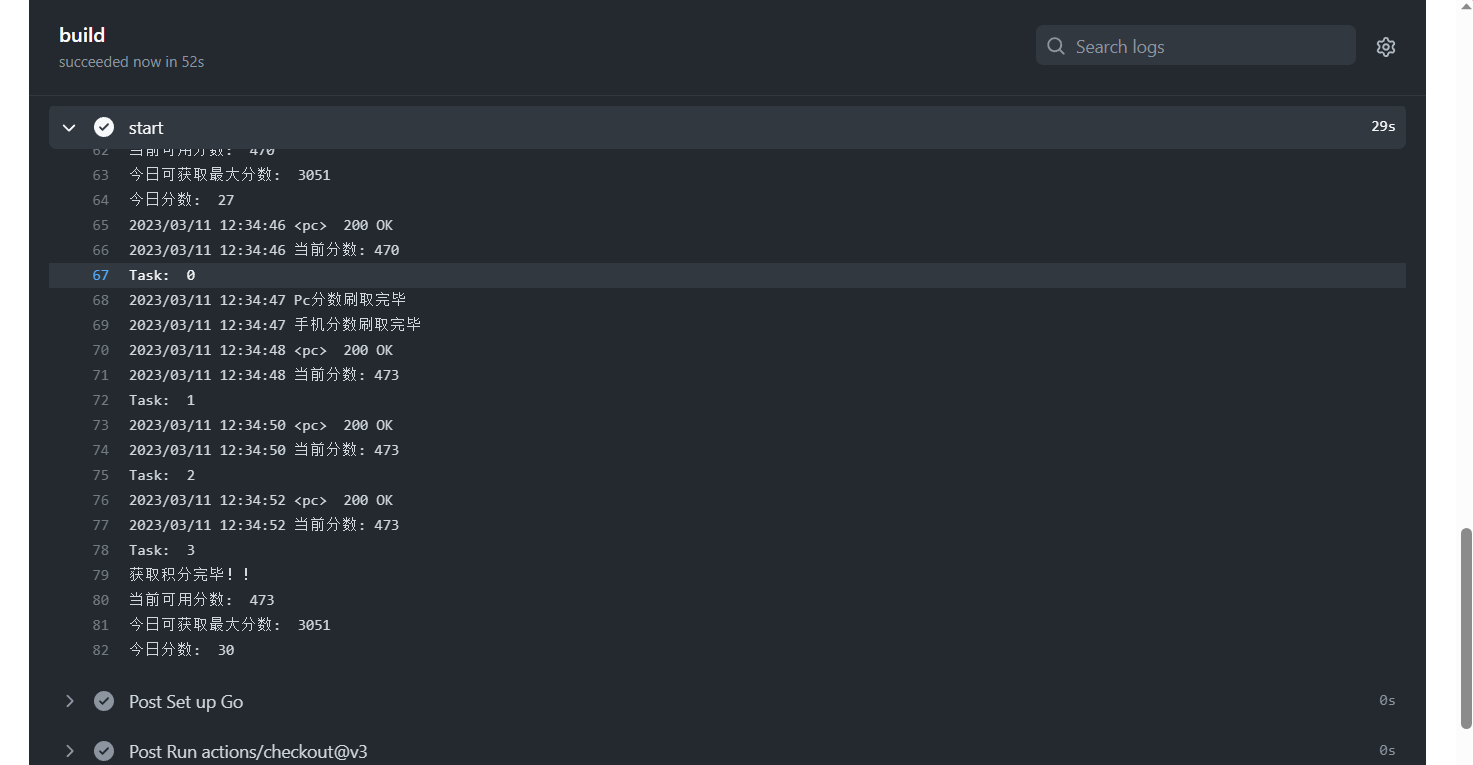 build
succeeded now in 52s
Search logs
start 29s
62 当前可用分数： 470
63 今日可获取最大分数： 3051
64 今日分数： 27
65 2023/03/11 12:34:46 <pc> 200 OK
66 2023/03/11 12:34:46 当前分数: 470
67 Task: 0
68 2023/03/11 12:34:47 Pc分数刷取完毕
69 2023/03/11 12:34:47 手机分数刷取完毕
70 2023/03/11 12:34:48 <pc> 200 OK
71 2023/03/11 12:34:48 当前分数: 473
72 Task: 1
73 2023/03/11 12:34:50 <pc> 200 OK
74 2023/03/11 12:34:50 当前分数: 473
75 Task: 2
76 2023/03/11 12:34:52 <pc> 200 OK
77 2023/03/11 12:34:52 当前分数: 473
78 Task: 3
79 获取积分完毕！！
80 当前可用分数： 473
81 今日可获取最大分数： 3051
82 今日分数： 30
Post Set up Go 0s
Post Run actions/checkout@v3 0s